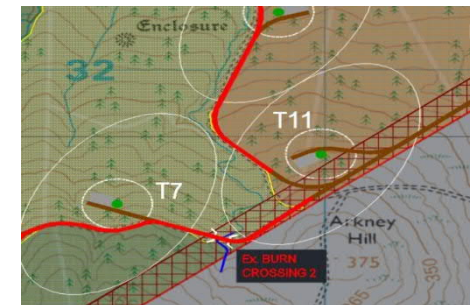 Enclosure
32
T11
T7
Arkney
Hill
375
350
Ex. BURN
CROSSING 2